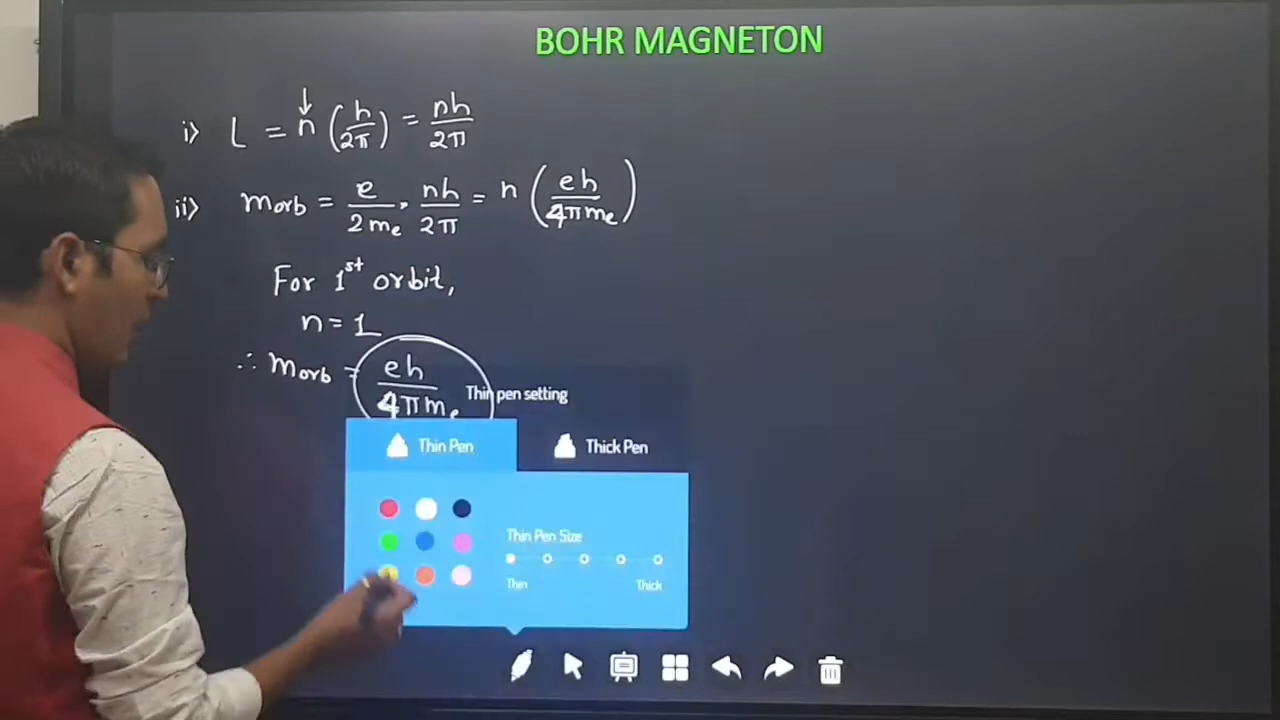 BOHR MAGNETON
i) L = n (h/2π) = nh/2π
ii) morb = e/2me . nh/2π = n (eh/4πme)
For 1st orbit,
n = 1
∴ morb = eh/4πme
Thin pen setting
Thin Pen Thick Pen
Thin Pen Size
Thin Thick